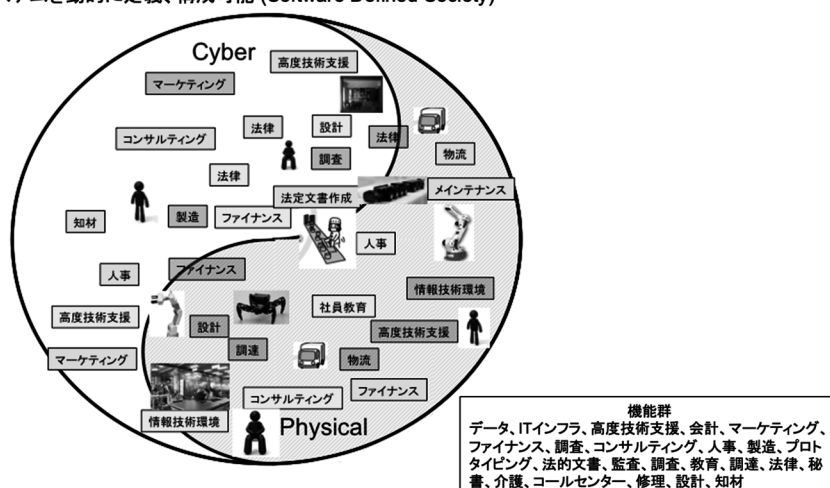 Cyber
高度技術支援
マーケティング
コンサルティング
法律
設計
法律
調査
物流
法律
法定文書作成
メインテナンス
知材
製造
ファイナンス
人事
人事
ファイナンス
情報技術環境
高度技術支援
社員教育
設計
高度技術支援
調達
物流
マーケティング
コンサルティング
ファイナンス
情報技術環境
Physical
機能群
データ、ITインフラ、高度技術支援、会計、マーケティング、
ファイナンス、調査、コンサルティング、人事、製造、プロト
タイピング、法的文書、監査、調査、教育、調達、法律、秘
書、介護、コールセンター、修理、設計、知材